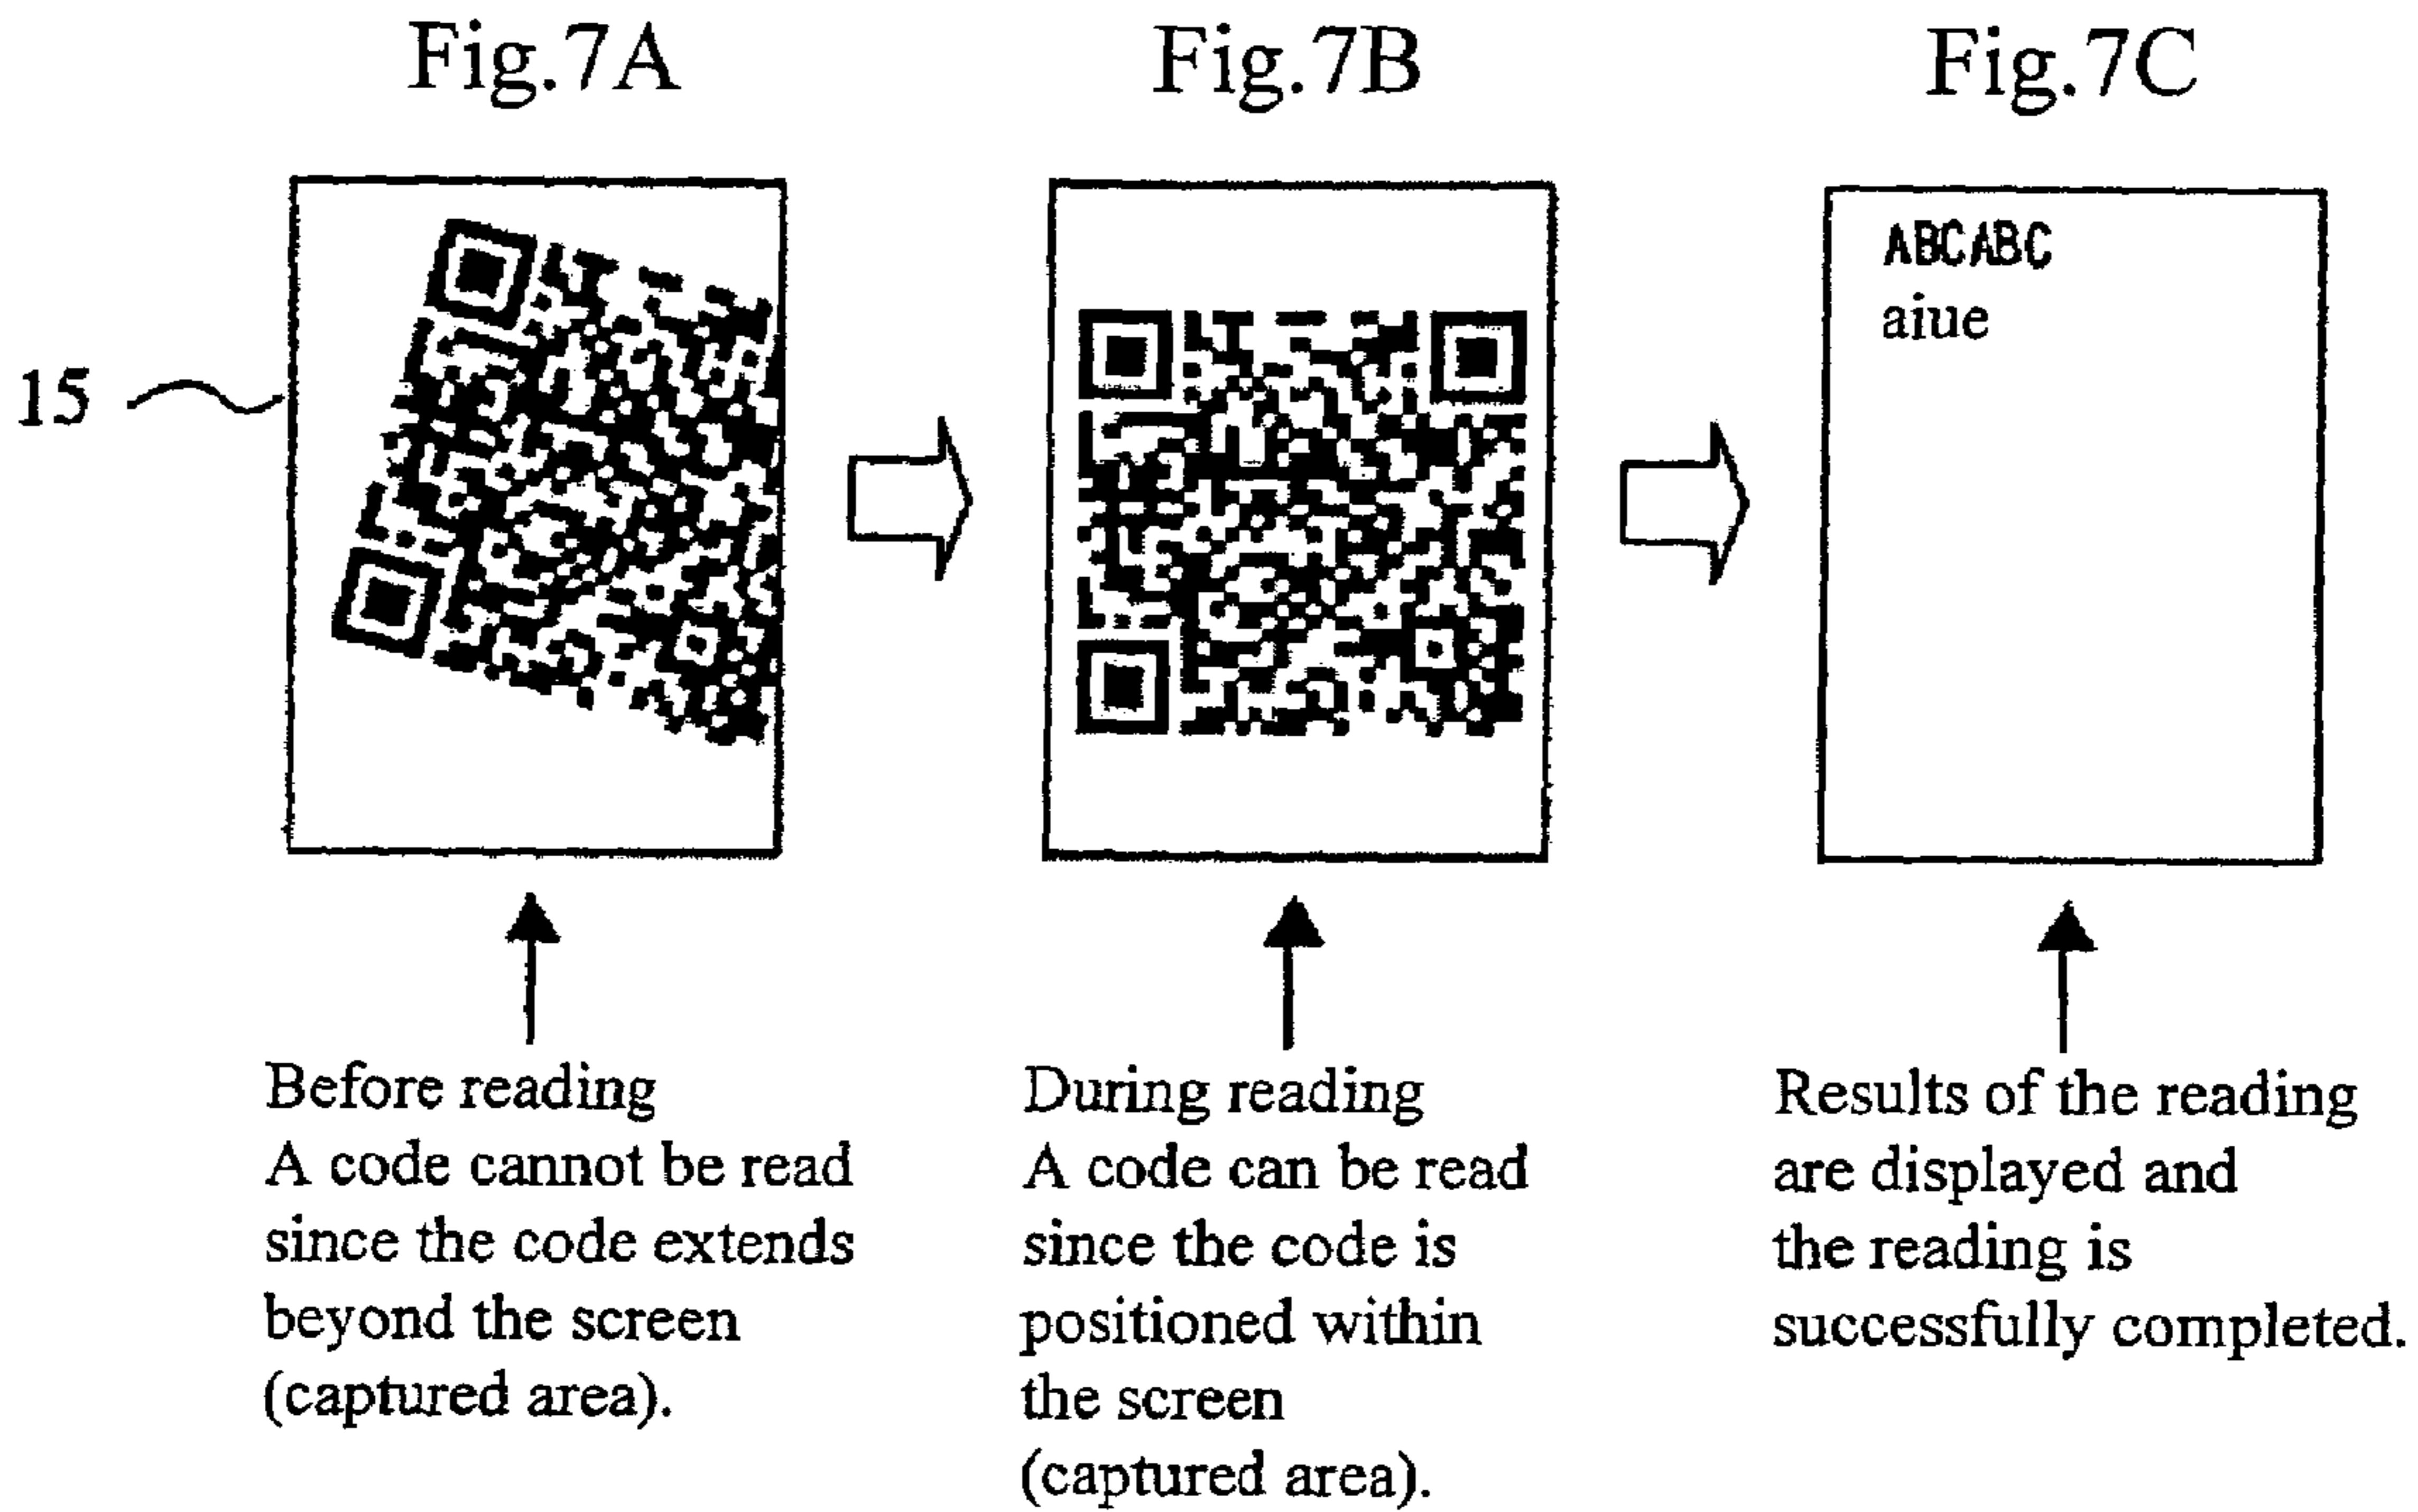 Fig.7A
Fig.7B
Fig.7C
15
ABCABC
aiue
Before reading
A code cannot be read
since the code extends
beyond the screen
(captured area).
During reading
A code can be read
since the code is
positioned within
the screen
(captured area).
Results of the reading
are displayed and
the reading is
successfully completed.